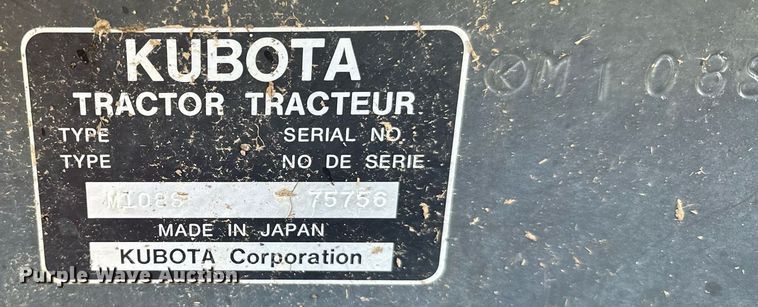 KUBOTA
TRACTOR TRACTEUR
TYPE SERIAL NO.
TYPE NO DE SERIE
M108S 75756
MADE IN JAPAN
KUBOTA Corporation
M108S
Purple Wave Auction